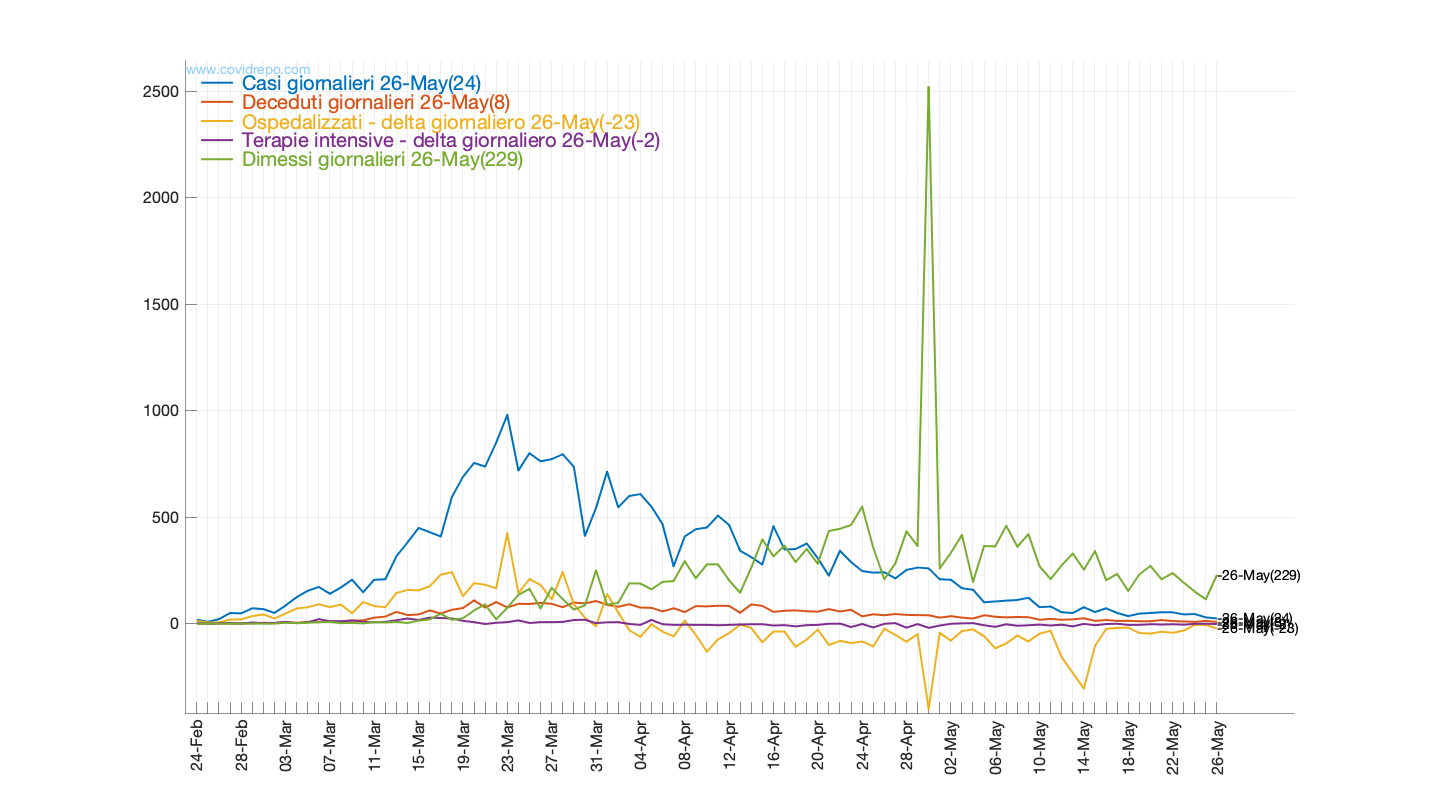 www.covidrepo.com
Casi giornalieri 26-May(24)
Deceduti giornalieri 26-May(8)
Ospedalizzati - delta giornaliero 26-May(-23)
Terapie intensive - delta giornaliero 26-May(-2)
Dimessi giornalieri 26-May(229)
2500
2000
1500
1000
500
0
26-May(229)
26-May(24)
26-May(-23)
24-Feb
28-Feb
03-Mar
07-Mar
11-Mar
15-Mar
19-Mar
23-Mar
27-Mar
31-Mar
04-Apr
08-Apr
12-Apr
16-Apr
20-Apr
24-Apr
28-Apr
02-May
06-May
10-May
14-May
18-May
22-May
26-May